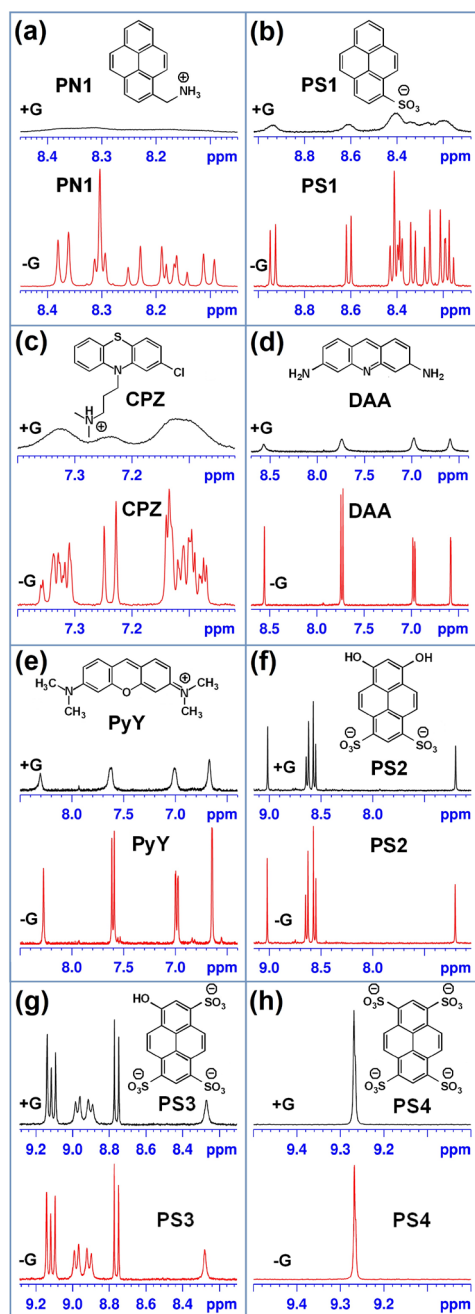 (a)
PN1
NH3
⊕
+G
8.4 8.3 8.2 ppm
PN1
-G
8.4 8.3 8.2 ppm
(b)
PS1
⊖
SO3
+G
8.8 8.6 8.4 ppm
PS1
-G
8.8 8.6 8.4 ppm
(c)
S
N
Cl
H
N
⊕
CPZ
+G
7.3 7.2 ppm
CPZ
-G
7.3 7.2 ppm
(d)
H2N N NH2
DAA
+G
8.5 8.0 7.5 7.0 ppm
DAA
-G
8.5 8.0 7.5 7.0 ppm
(e)
H3C N CH3
O
N ⊕ CH3
CH3
PyY
+G
8.0 7.5 7.0 ppm
PyY
-G
8.0 7.5 7.0 ppm
(f)
HO OH
⊖ ⊖
O3S SO3
PS2
+G
9.0 8.5 8.0 ppm
PS2
-G
9.0 8.5 8.0 ppm
(g)
⊖
HO SO3
⊖ ⊖
O3S SO3
PS3
+G
9.2 9.0 8.8 8.6 8.4 ppm
PS3
-G
9.2 9.0 8.8 8.6 8.4 ppm
(h)
⊖ ⊖
O3S SO3
⊖ ⊖
O3S SO3
PS4
+G
9.4 9.3 9.2 ppm
PS4
-G
9.4 9.3 9.2 ppm